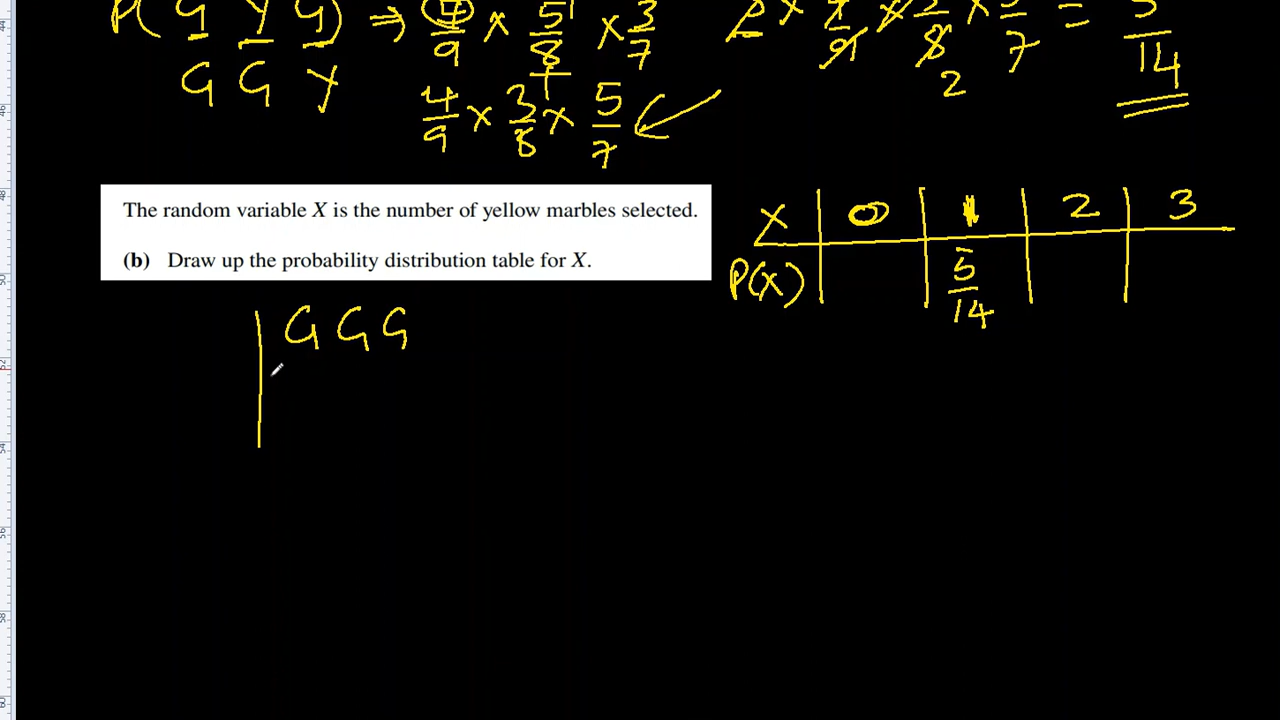 P( G Y G) ⇒ 4/9 × 5/8 × 3/7
G G Y 4/9 × 3/8 × 5/7
= 5/14
The random variable X is the number of yellow marbles selected.
(b) Draw up the probability distribution table for X.
X 0 1 2 3
P(X) 5/14
G G G